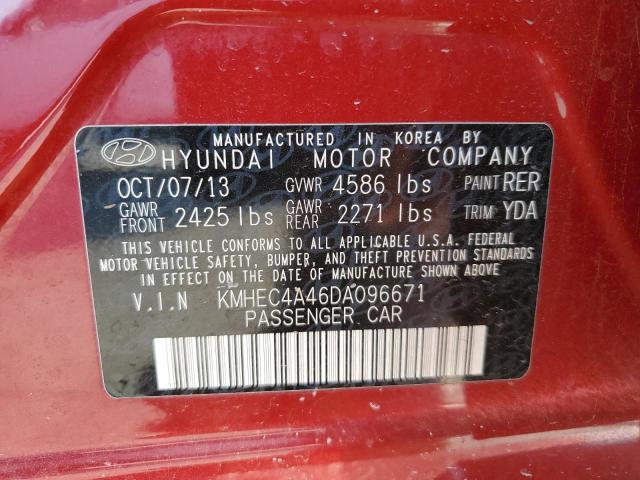 MANUFACTURED IN KOREA BY
HYUNDAI MOTOR COMPANY
OCT/07/13 GVWR 4586 lbs PAINT RER
GAWR FRONT 2425 lbs GAWR REAR 2271 lbs TRIM YDA
THIS VEHICLE CONFORMS TO ALL APPLICABLE U.S.A. FEDERAL
MOTOR VEHICLE SAFETY, BUMPER, AND THEFT PREVENTION STANDARDS
IN EFFECT ON THE DATE OF MANUFACTURE SHOWN ABOVE
V.I.N KMHEC4A46DA096671
PASSENGER CAR